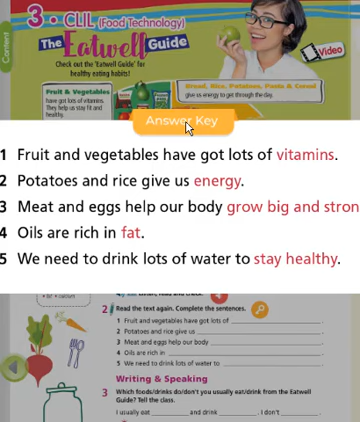 Content
3 • CLIL (Food Technology)
The Eatwell Guide
Check out the 'Eatwell Guide' for
healthy eating habits!
Video
Fruit & Vegetables
have got lots of vitamins.
They help us stay fit and
healthy.
Bread, Rice, Potatoes, Pasta & Cereal
give us energy to get through the day.
Answer Key
1 Fruit and vegetables have got lots of vitamins.
2 Potatoes and rice give us energy.
3 Meat and eggs help our body grow big and stron
4 Oils are rich in fat.
5 We need to drink lots of water to stay healthy.
2 Read the text again. Complete the sentences.
1 Fruit and vegetables have got lots of
2 Potatoes and rice give us
3 Meat and eggs help our body
4 Oils are rich in
5 We need to drink lots of water to
Writing & Speaking
3 Which foods/drinks do/don't you usually eat/drink from the Eatwell
Guide? Tell the class.
I usually eat and drink . I don't .